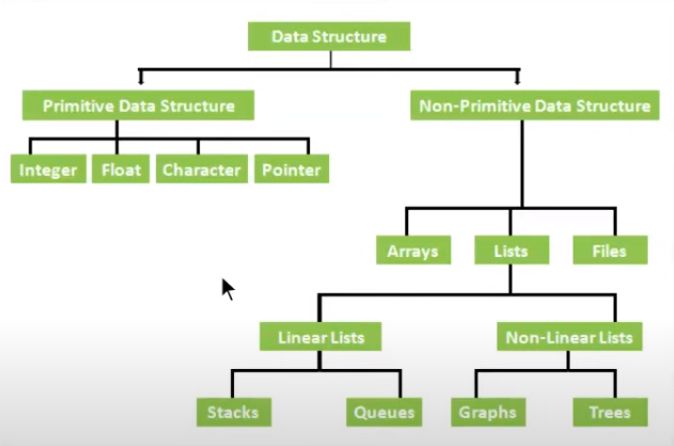 Data Structure
Primitive Data Structure
Non-Primitive Data Structure
Integer
Float
Character
Pointer
Arrays
Lists
Files
Linear Lists
Non-Linear Lists
Stacks
Queues
Graphs
Trees